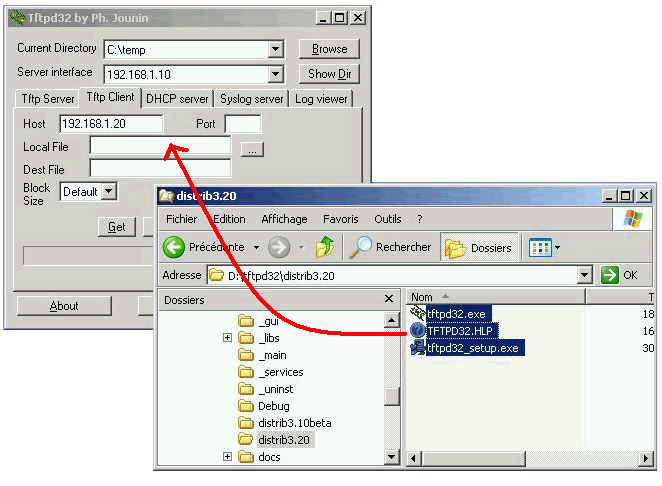 Tftpd32 by Ph. Jounin
Current Directory C:\temp Browse
Server interface 192.168.1.10 Show Dir
Tftp Server Tftp Client DHCP server Syslog server Log viewer
Host 192.168.1.20 Port
Local File ...
Dest File
Block Size Default
Get
About
distrib3.20
Fichier Edition Affichage Favoris Outils ?
Précédente Rechercher Dossiers
Adresse D:\tftpd32\distrib3.20 OK
Dossiers
_gui
_libs
_main
_services
_uninst
Debug
distrib3.10beta
distrib3.20
docs
Nom T
tftpd32.exe 18
TFTPD32.HLP 16
tftpd32_setup.exe 30